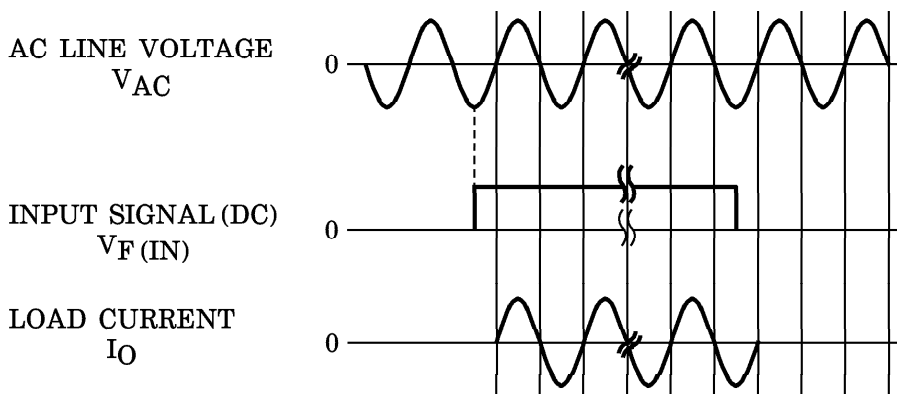 AC LINE VOLTAGE
VAC
0
INPUT SIGNAL (DC)
VF (IN)
0
LOAD CURRENT
IO
0